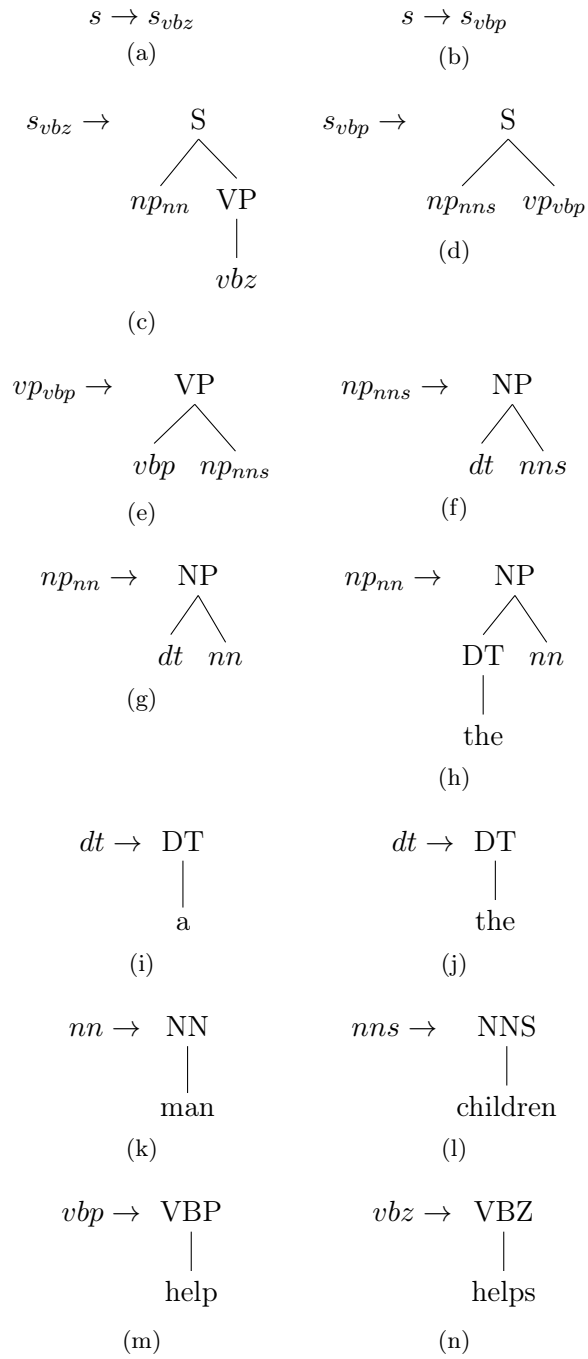 s → s_vbz s → s_vbp
(a) (b)
s_vbz → S s_vbp → S
np_nn VP np_nns vp_vbp
(d)
vbz
(c)
vp_vbp → VP np_nns → NP
vbp np_nns dt nns
(e) (f)
np_nn → NP np_nn → NP
dt nn DT nn
(g)
the
(h)
dt → DT dt → DT
a the
(i) (j)
nn → NN nns → NNS
man children
(k) (l)
vbp → VBP vbz → VBZ
help helps
(m) (n)